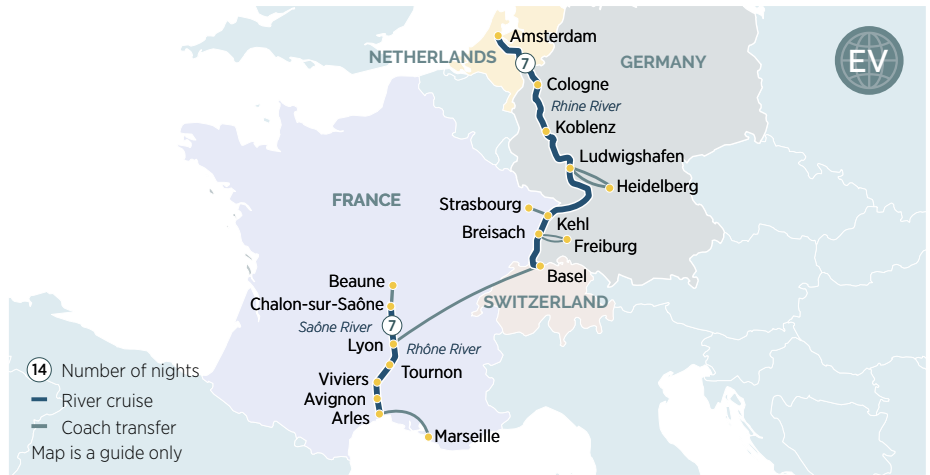 Amsterdam
NETHERLANDS
7
GERMANY
EV
Cologne
Rhine River
Koblenz
Ludwigshafen
Heidelberg
FRANCE
Strasbourg
Kehl
Breisach
Freiburg
Basel
Beaune
SWITZERLAND
Chalon-sur-Saône
Saône River
7
Lyon
Rhône River
Tournon
Viviers
Avignon
Arles
Marseille
14 Number of nights
River cruise
Coach transfer
Map is a guide only